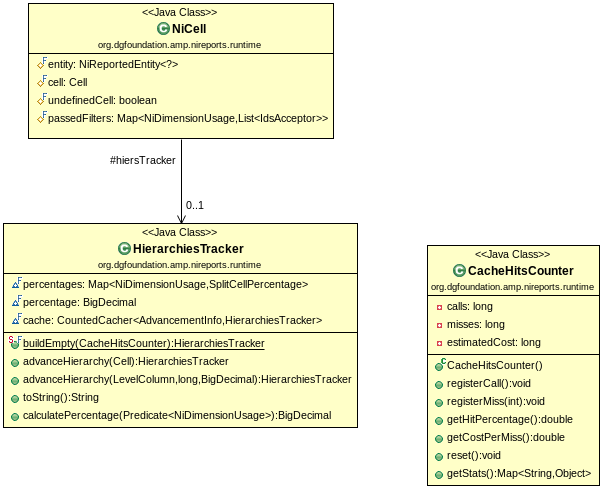 <<Java Class>>
NiCell
org.dgfoundation.amp.nireports.runtime
entity: NiReportedEntity<?>
cell: Cell
undefinedCell: boolean
passedFilters: Map<NiDimensionUsage,List<IdsAcceptor>>
#hiersTracker
0..1
<<Java Class>>
HierarchiesTracker
org.dgfoundation.amp.nireports.runtime
percentages: Map<NiDimensionUsage,SplitCellPercentage>
percentage: BigDecimal
cache: CountedCacher<AdvancementInfo,HierarchiesTracker>
buildEmpty(CacheHitsCounter):HierarchiesTracker
advanceHierarchy(Cell):HierarchiesTracker
advanceHierarchy(LevelColumn,long,BigDecimal):HierarchiesTracker
toString():String
calculatePercentage(Predicate<NiDimensionUsage>):BigDecimal
<<Java Class>>
CacheHitsCounter
org.dgfoundation.amp.nireports.runtime
calls: long
misses: long
estimatedCost: long
CacheHitsCounter()
registerCall():void
registerMiss(int):void
getHitPercentage():double
getCostPerMiss():double
reset():void
getStats():Map<String,Object>